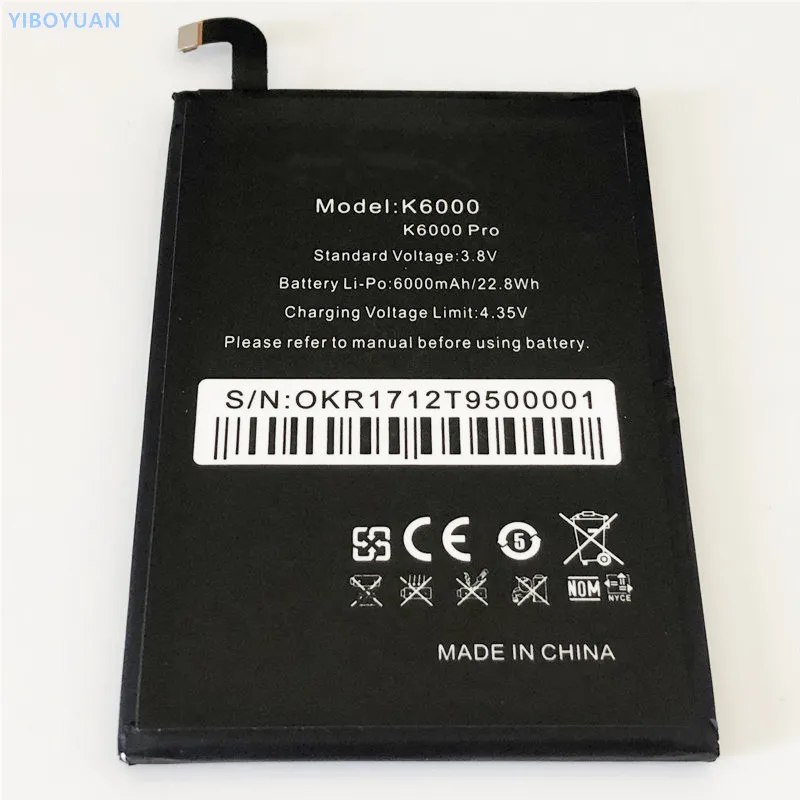 YIBOYUAN
Model:K6000
K6000 Pro
Standard Voltage:3.8V
Battery Li-Po:6000mAh/22.8Wh
Charging Voltage Limit:4.35V
Please refer to manual before using battery.
S/N:OKR1712T9500001
CE 5
NOM NYCE
MADE IN CHINA